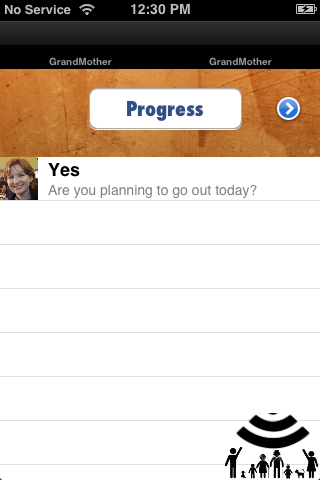 No Service 12:30 PM
GrandMother GrandMother
Progress
Yes
Are you planning to go out today?